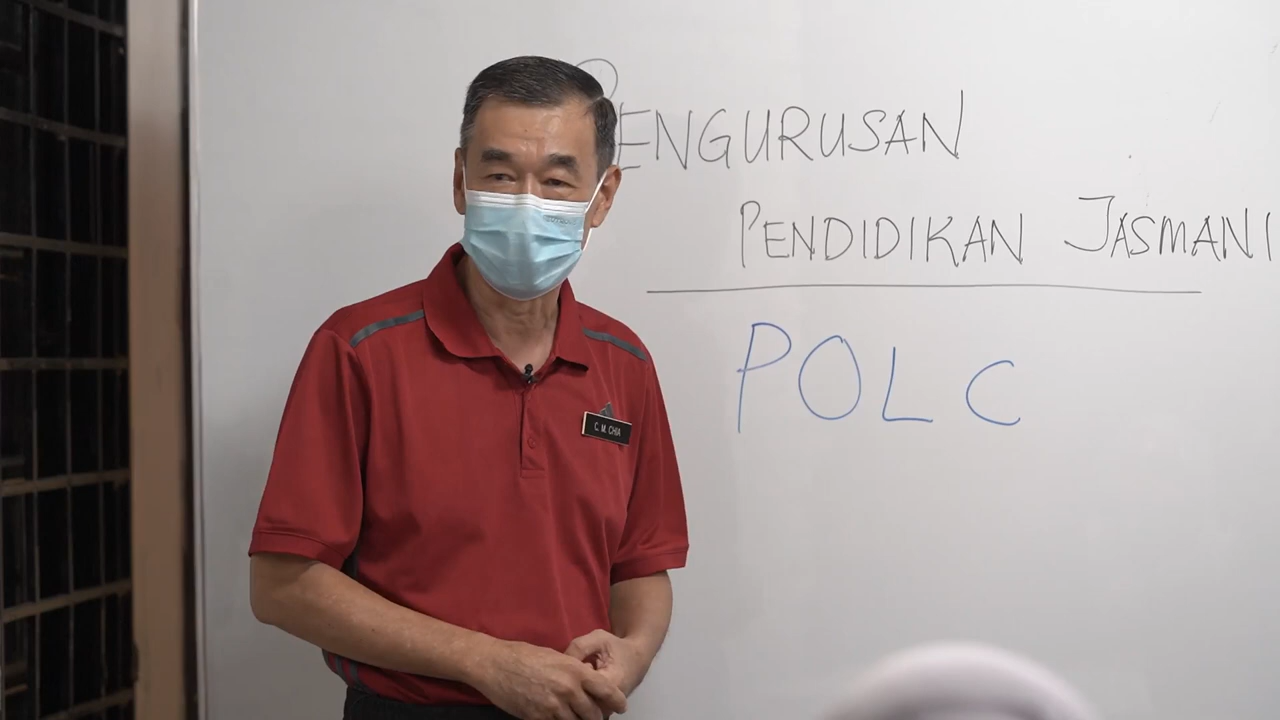 PENGURUSAN
PENDIDIKAN JASMANI
POLC
C. M. CHIA